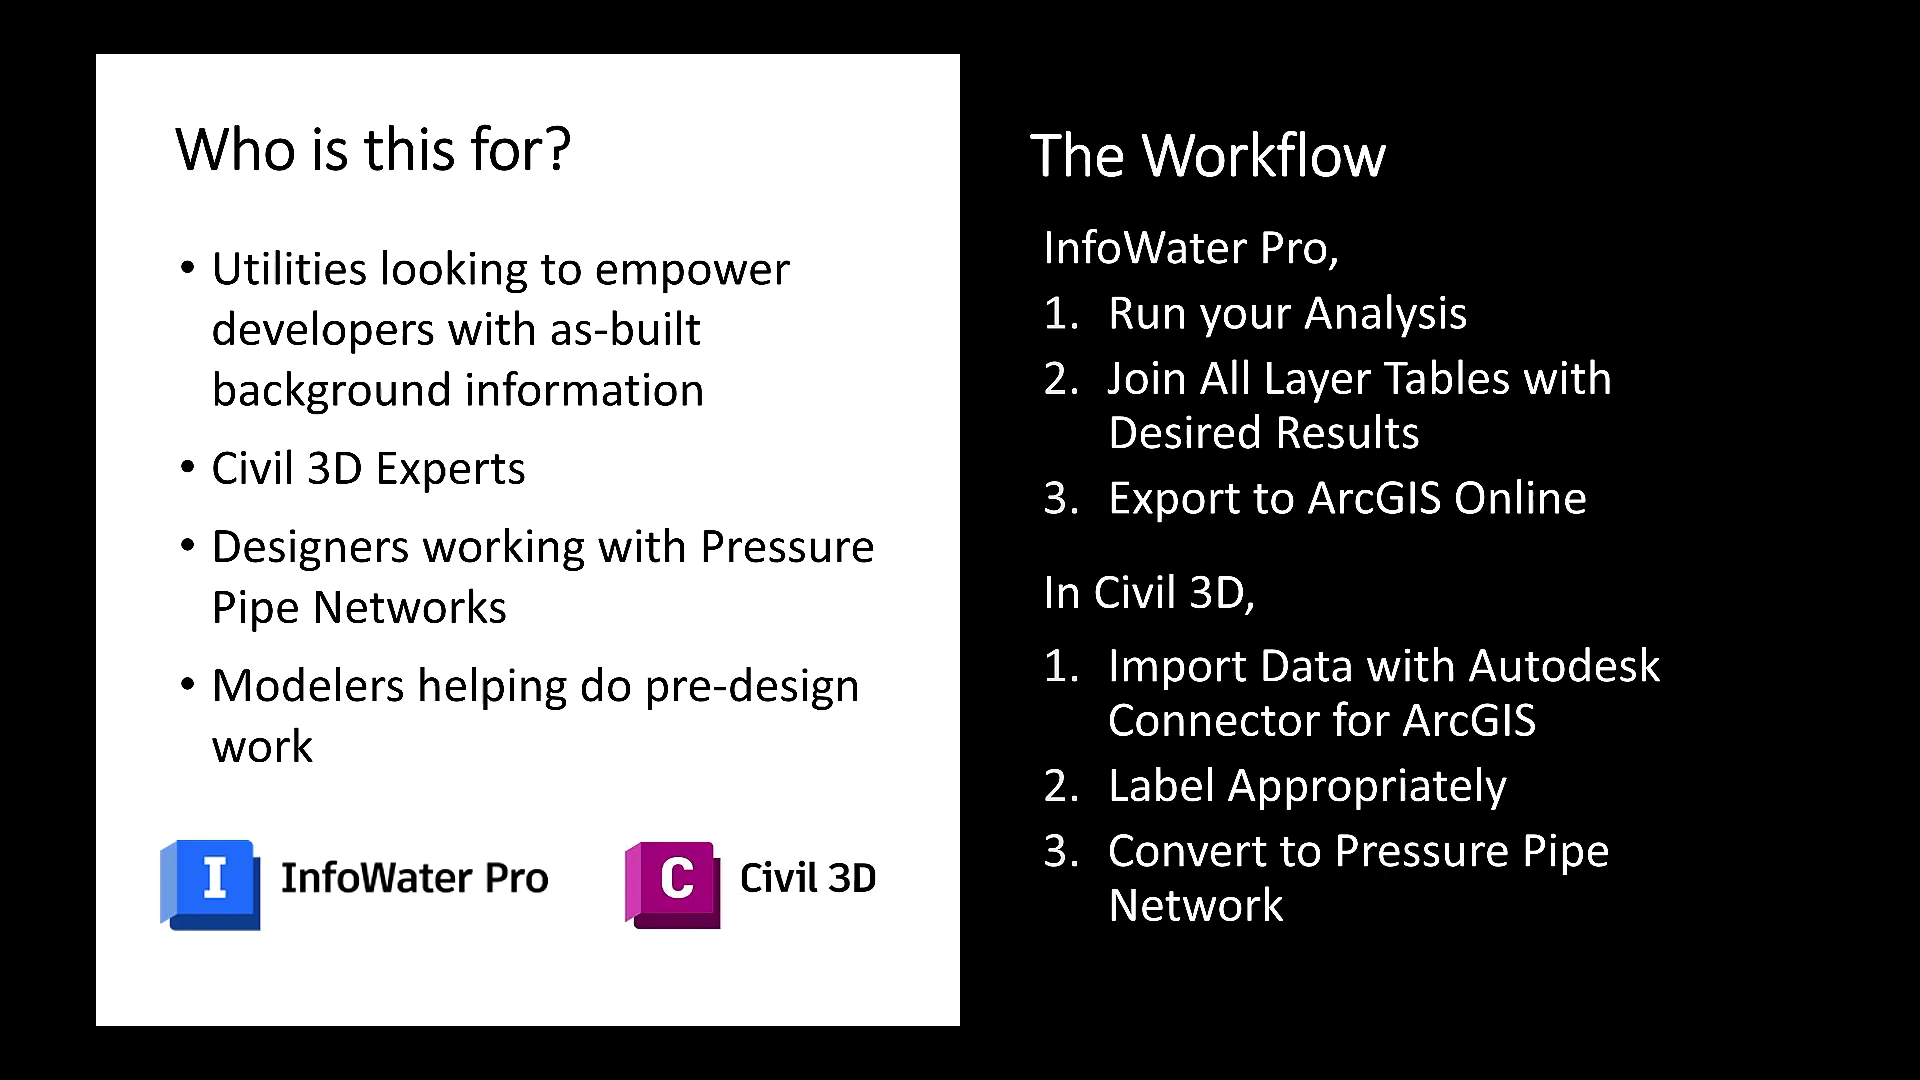 Who is this for?
• Utilities looking to empower
developers with as-built
background information
• Civil 3D Experts
• Designers working with Pressure
Pipe Networks
• Modelers helping do pre-design
work
I InfoWater Pro
C Civil 3D
The Workflow
InfoWater Pro,
1. Run your Analysis
2. Join All Layer Tables with
Desired Results
3. Export to ArcGIS Online
In Civil 3D,
1. Import Data with Autodesk
Connector for ArcGIS
2. Label Appropriately
3. Convert to Pressure Pipe
Network